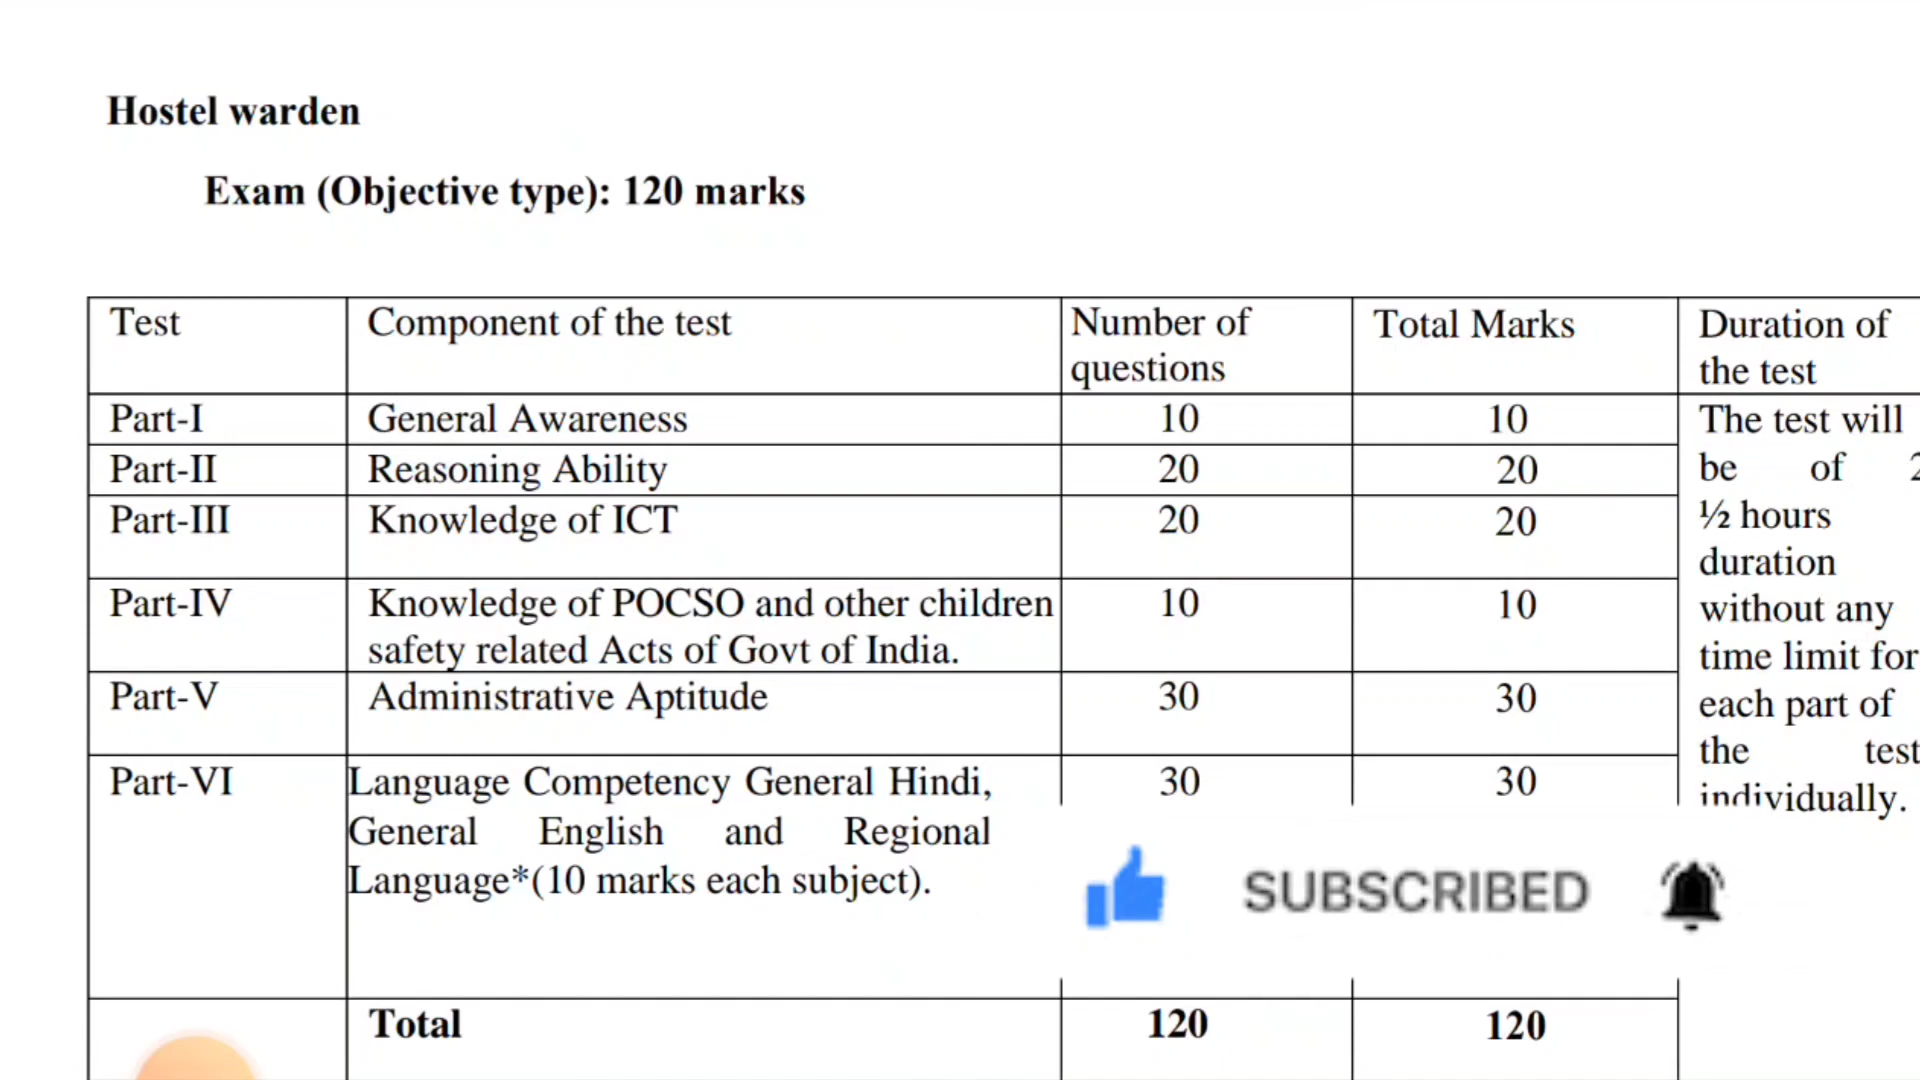 Hostel warden
Exam (Objective type): 120 marks
Test
Component of the test
Number of
questions
Total Marks
Duration of
the test
Part-I
General Awareness
10
10
Part-II
Reasoning Ability
20
20
Part-III
Knowledge of ICT
20
20
Part-IV
Knowledge of POCSO and other children
safety related Acts of Govt of India.
10
10
Part-V
Administrative Aptitude
30
30
Part-VI
Language Competency General Hindi,
General English and Regional
Language*(10 marks each subject).
30
30
The test will
be of 2
½ hours
duration
without any
time limit for
each part of
the test
individually.
SUBSCRIBED
Total
120
120